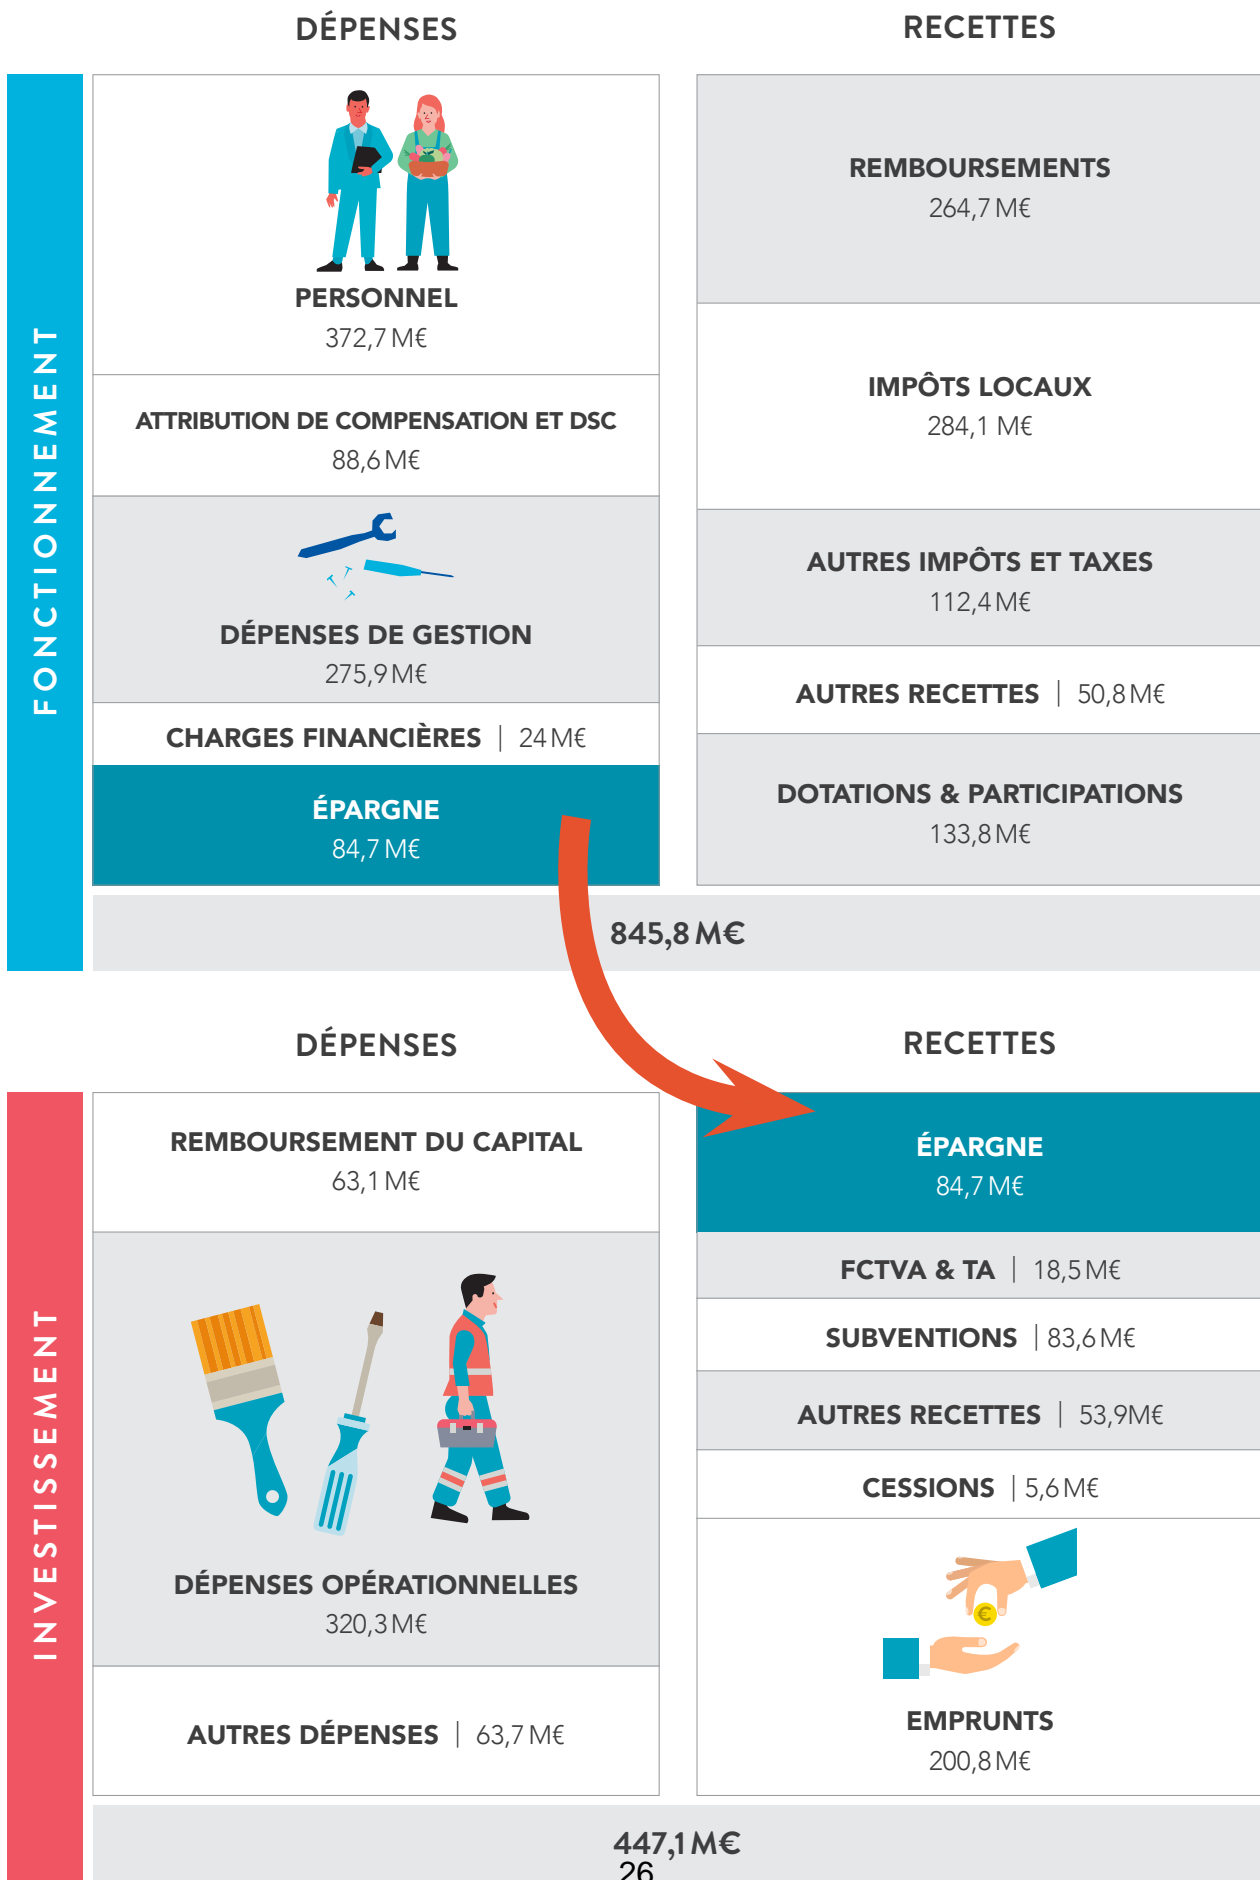 DÉPENSES
RECETTES
FONCTIONNEMENT
PERSONNEL
372,7 M€
ATTRIBUTION DE COMPENSATION ET DSC
88,6 M€
DÉPENSES DE GESTION
275,9 M€
CHARGES FINANCIÈRES | 24 M€
ÉPARGNE
84,7 M€
REMBOURSEMENTS
264,7 M€
IMPÔTS LOCAUX
284,1 M€
AUTRES IMPÔTS ET TAXES
112,4 M€
AUTRES RECETTES | 50,8 M€
DOTATIONS & PARTICIPATIONS
133,8 M€
845,8 M€
DÉPENSES
RECETTES
INVESTISSEMENT
REMBOURSEMENT DU CAPITAL
63,1 M€
DÉPENSES OPÉRATIONNELLES
320,3 M€
AUTRES DÉPENSES | 63,7 M€
ÉPARGNE
84,7 M€
FCTVA & TA | 18,5 M€
SUBVENTIONS | 83,6 M€
AUTRES RECETTES | 53,9M€
CESSIONS | 5,6 M€
€
EMPRUNTS
200,8 M€
447,1 M€
26